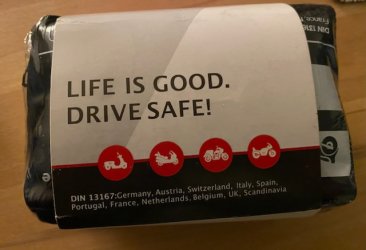 LIFE IS GOOD.
DRIVE SAFE!
DIN 13167:Germany, Austria, Switzerland, Italy, Spain,
Portugal, France, Netherlands, Belgium, UK, Scandinavia